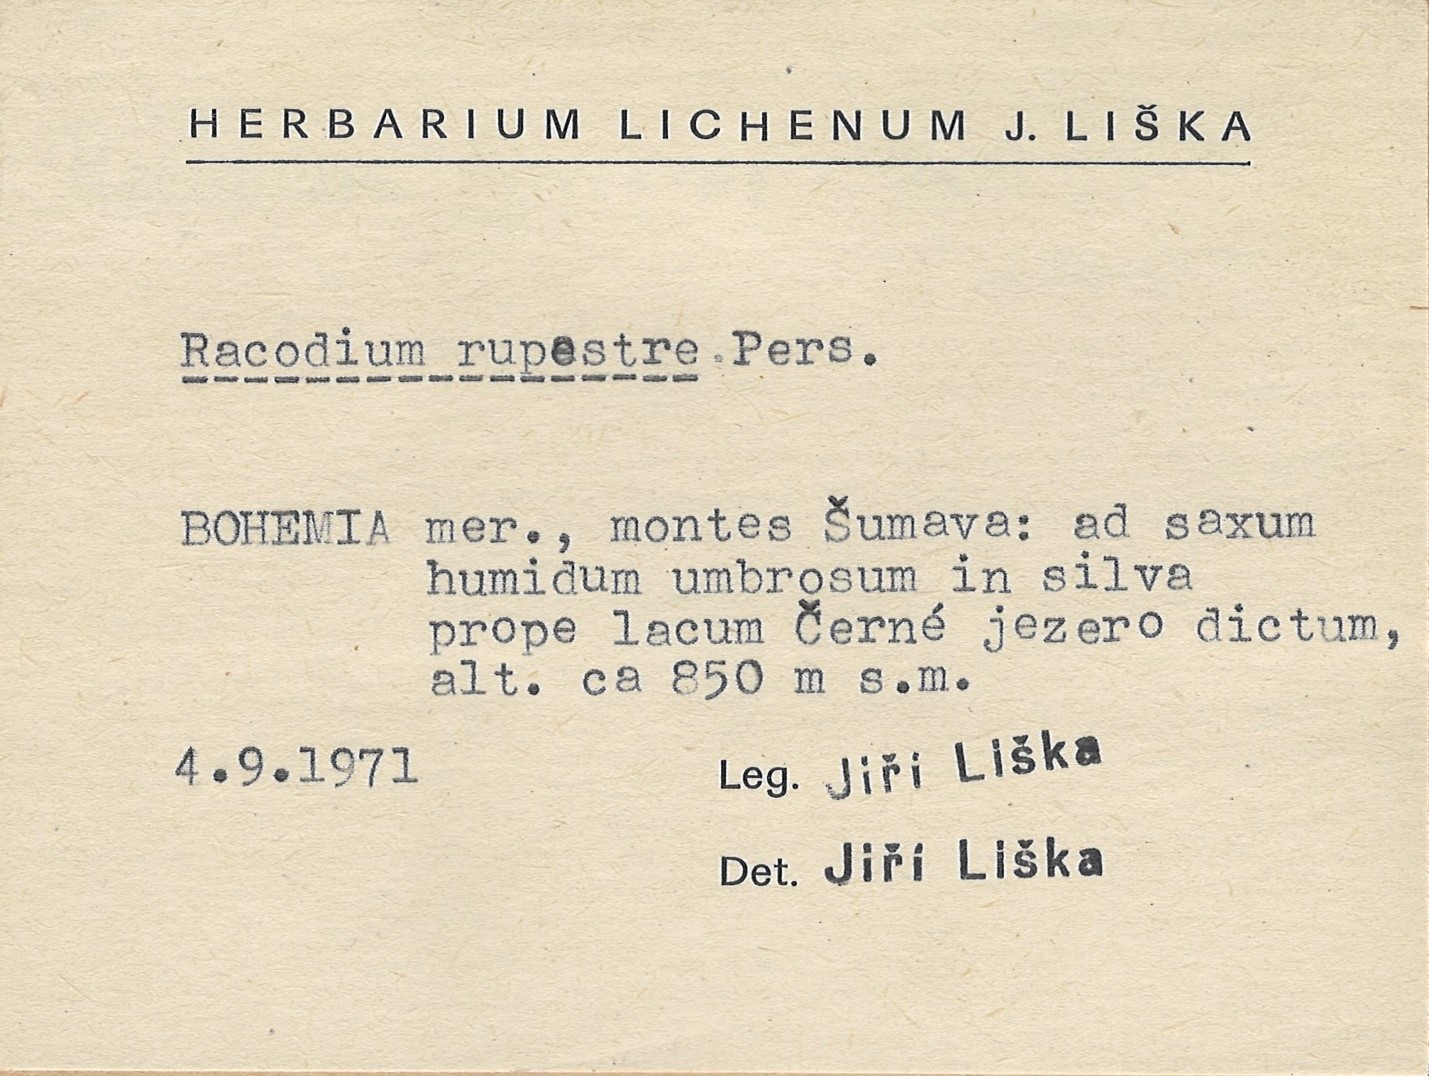 HERBARIUM LICHENUM J. LIŠKA
Racodium rupestre Pers.
BOHEMIA mer., montes Šumava: ad saxum
humidum umbrosum in silva
prope lacum Černé jezero dictum,
alt. ca 850 m s.m.
4.9.1971
Leg. Jiří Liška
Det. Jiří Liška